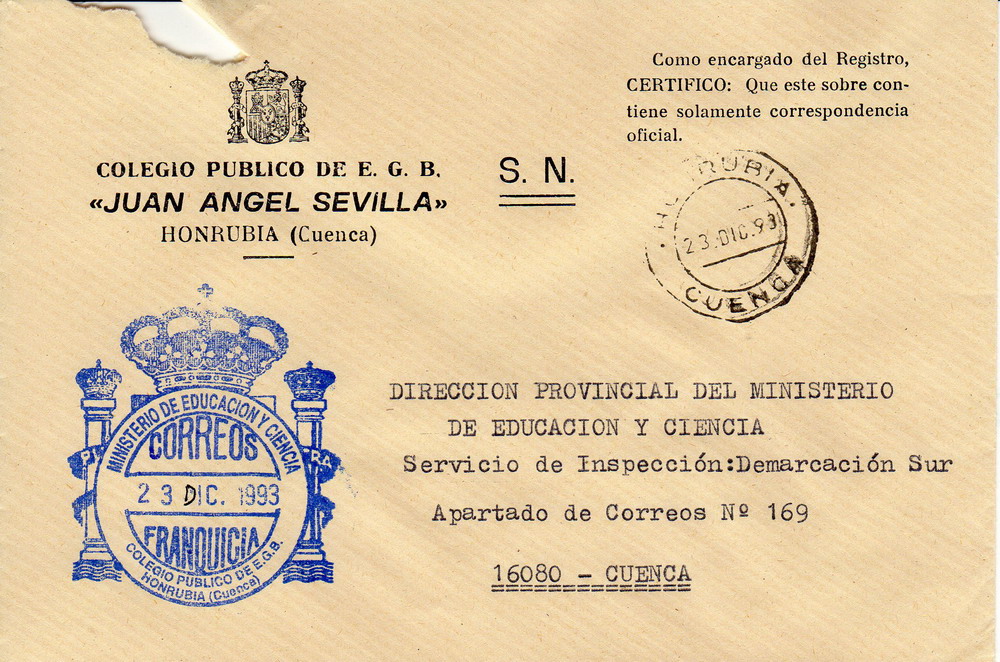 Como encargado del Registro,
CERTIFICO: Que este sobre con-
tiene solamente correspondencia
oficial.
COLEGIO PUBLICO DE E. G. B.
«JUAN ANGEL SEVILLA»
HONRUBIA (Cuenca)
S. N.
23.DIC.93
CUENCA
MINISTERIO DE EDUCACION Y CIENCIA
CORREOS
23 DIC. 1993
FRANQUICIA
COLEGIO PUBLICO DE E.G.B.
HONRUBIA (Cuenca)
DIRECCION PROVINCIAL DEL MINISTERIO
DE EDUCACION Y CIENCIA
Servicio de Inspección:Demarcación Sur
Apartado de Correos Nº 169
16080 - CUENCA